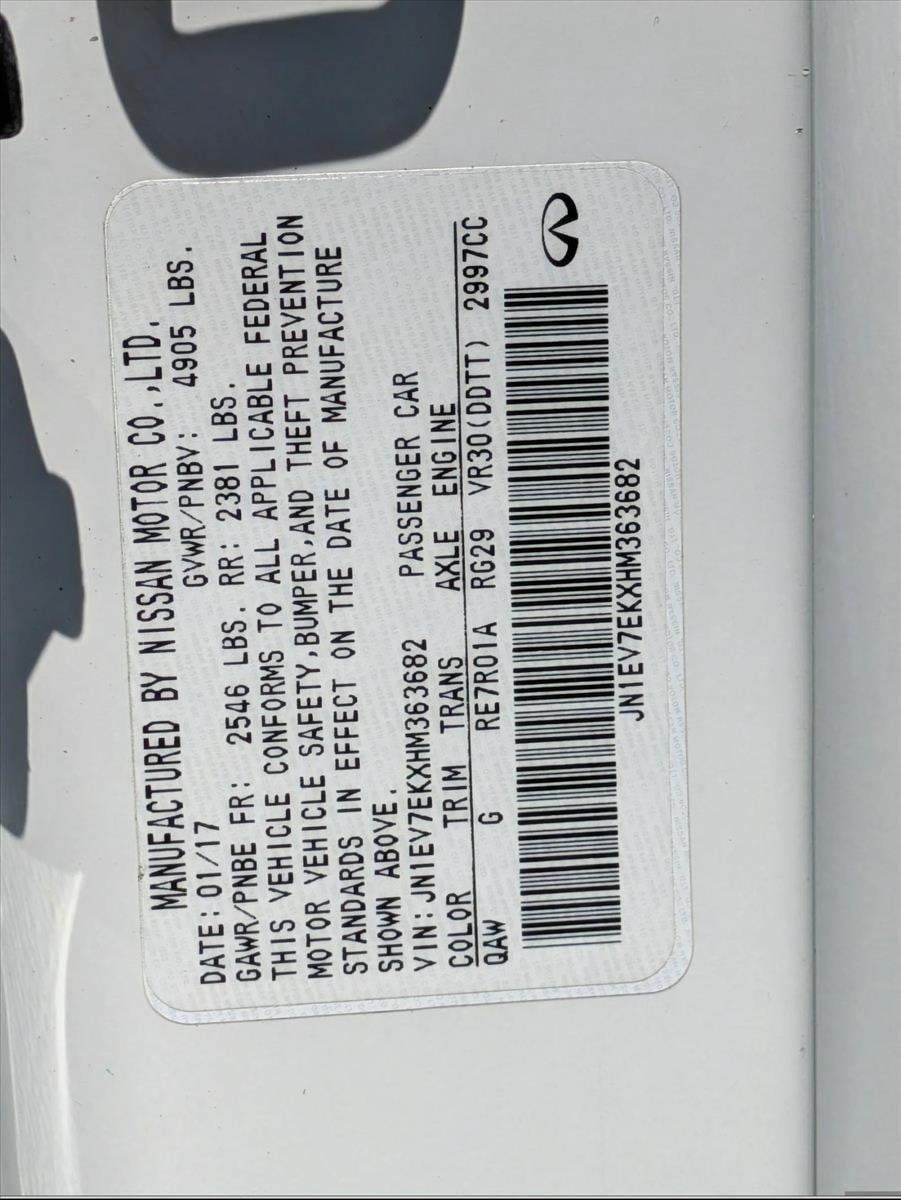 MANUFACTURED BY NISSAN MOTOR CO.,LTD.
DATE: 01/17 GVWR/PNBV: 4905 LBS.
GAWR/PNBE FR: 2546 LBS. RR: 2381 LBS.
THIS VEHICLE CONFORMS TO ALL APPLICABLE FEDERAL
MOTOR VEHICLE SAFETY,BUMPER,AND THEFT PREVENTION
STANDARDS IN EFFECT ON THE DATE OF MANUFACTURE
SHOWN ABOVE.
VIN:JN1EV7EKXHM363682 PASSENGER CAR
COLOR TRIM TRANS AXLE ENGINE
QAW G RE7R01A RG29 VR30(DDTT) 2997CC
JN1EV7EKXHM363682